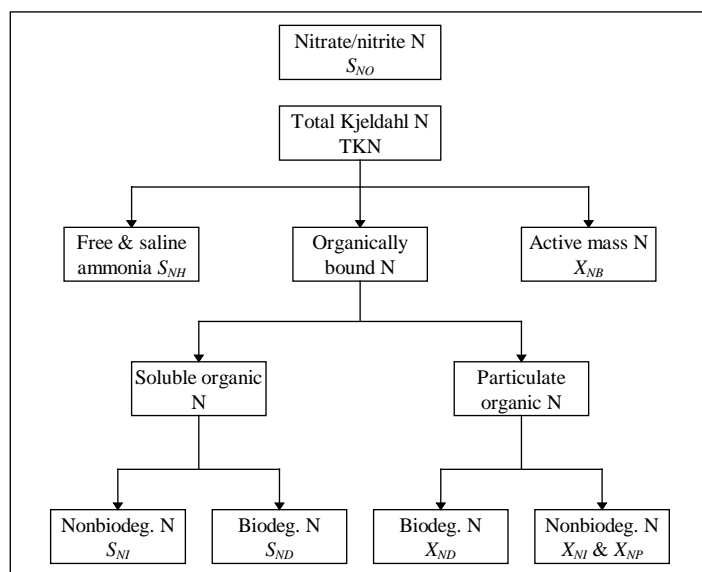 Nitrate/nitrite N
S_NO
Total Kjeldahl N
TKN
Free & saline
ammonia S_NH
Organically
bound N
Active mass N
X_NB
Soluble organic
N
Particulate
organic N
Nonbiodeg. N
S_NI
Biodeg. N
S_ND
Biodeg. N
X_ND
Nonbiodeg. N
X_NI & X_NP